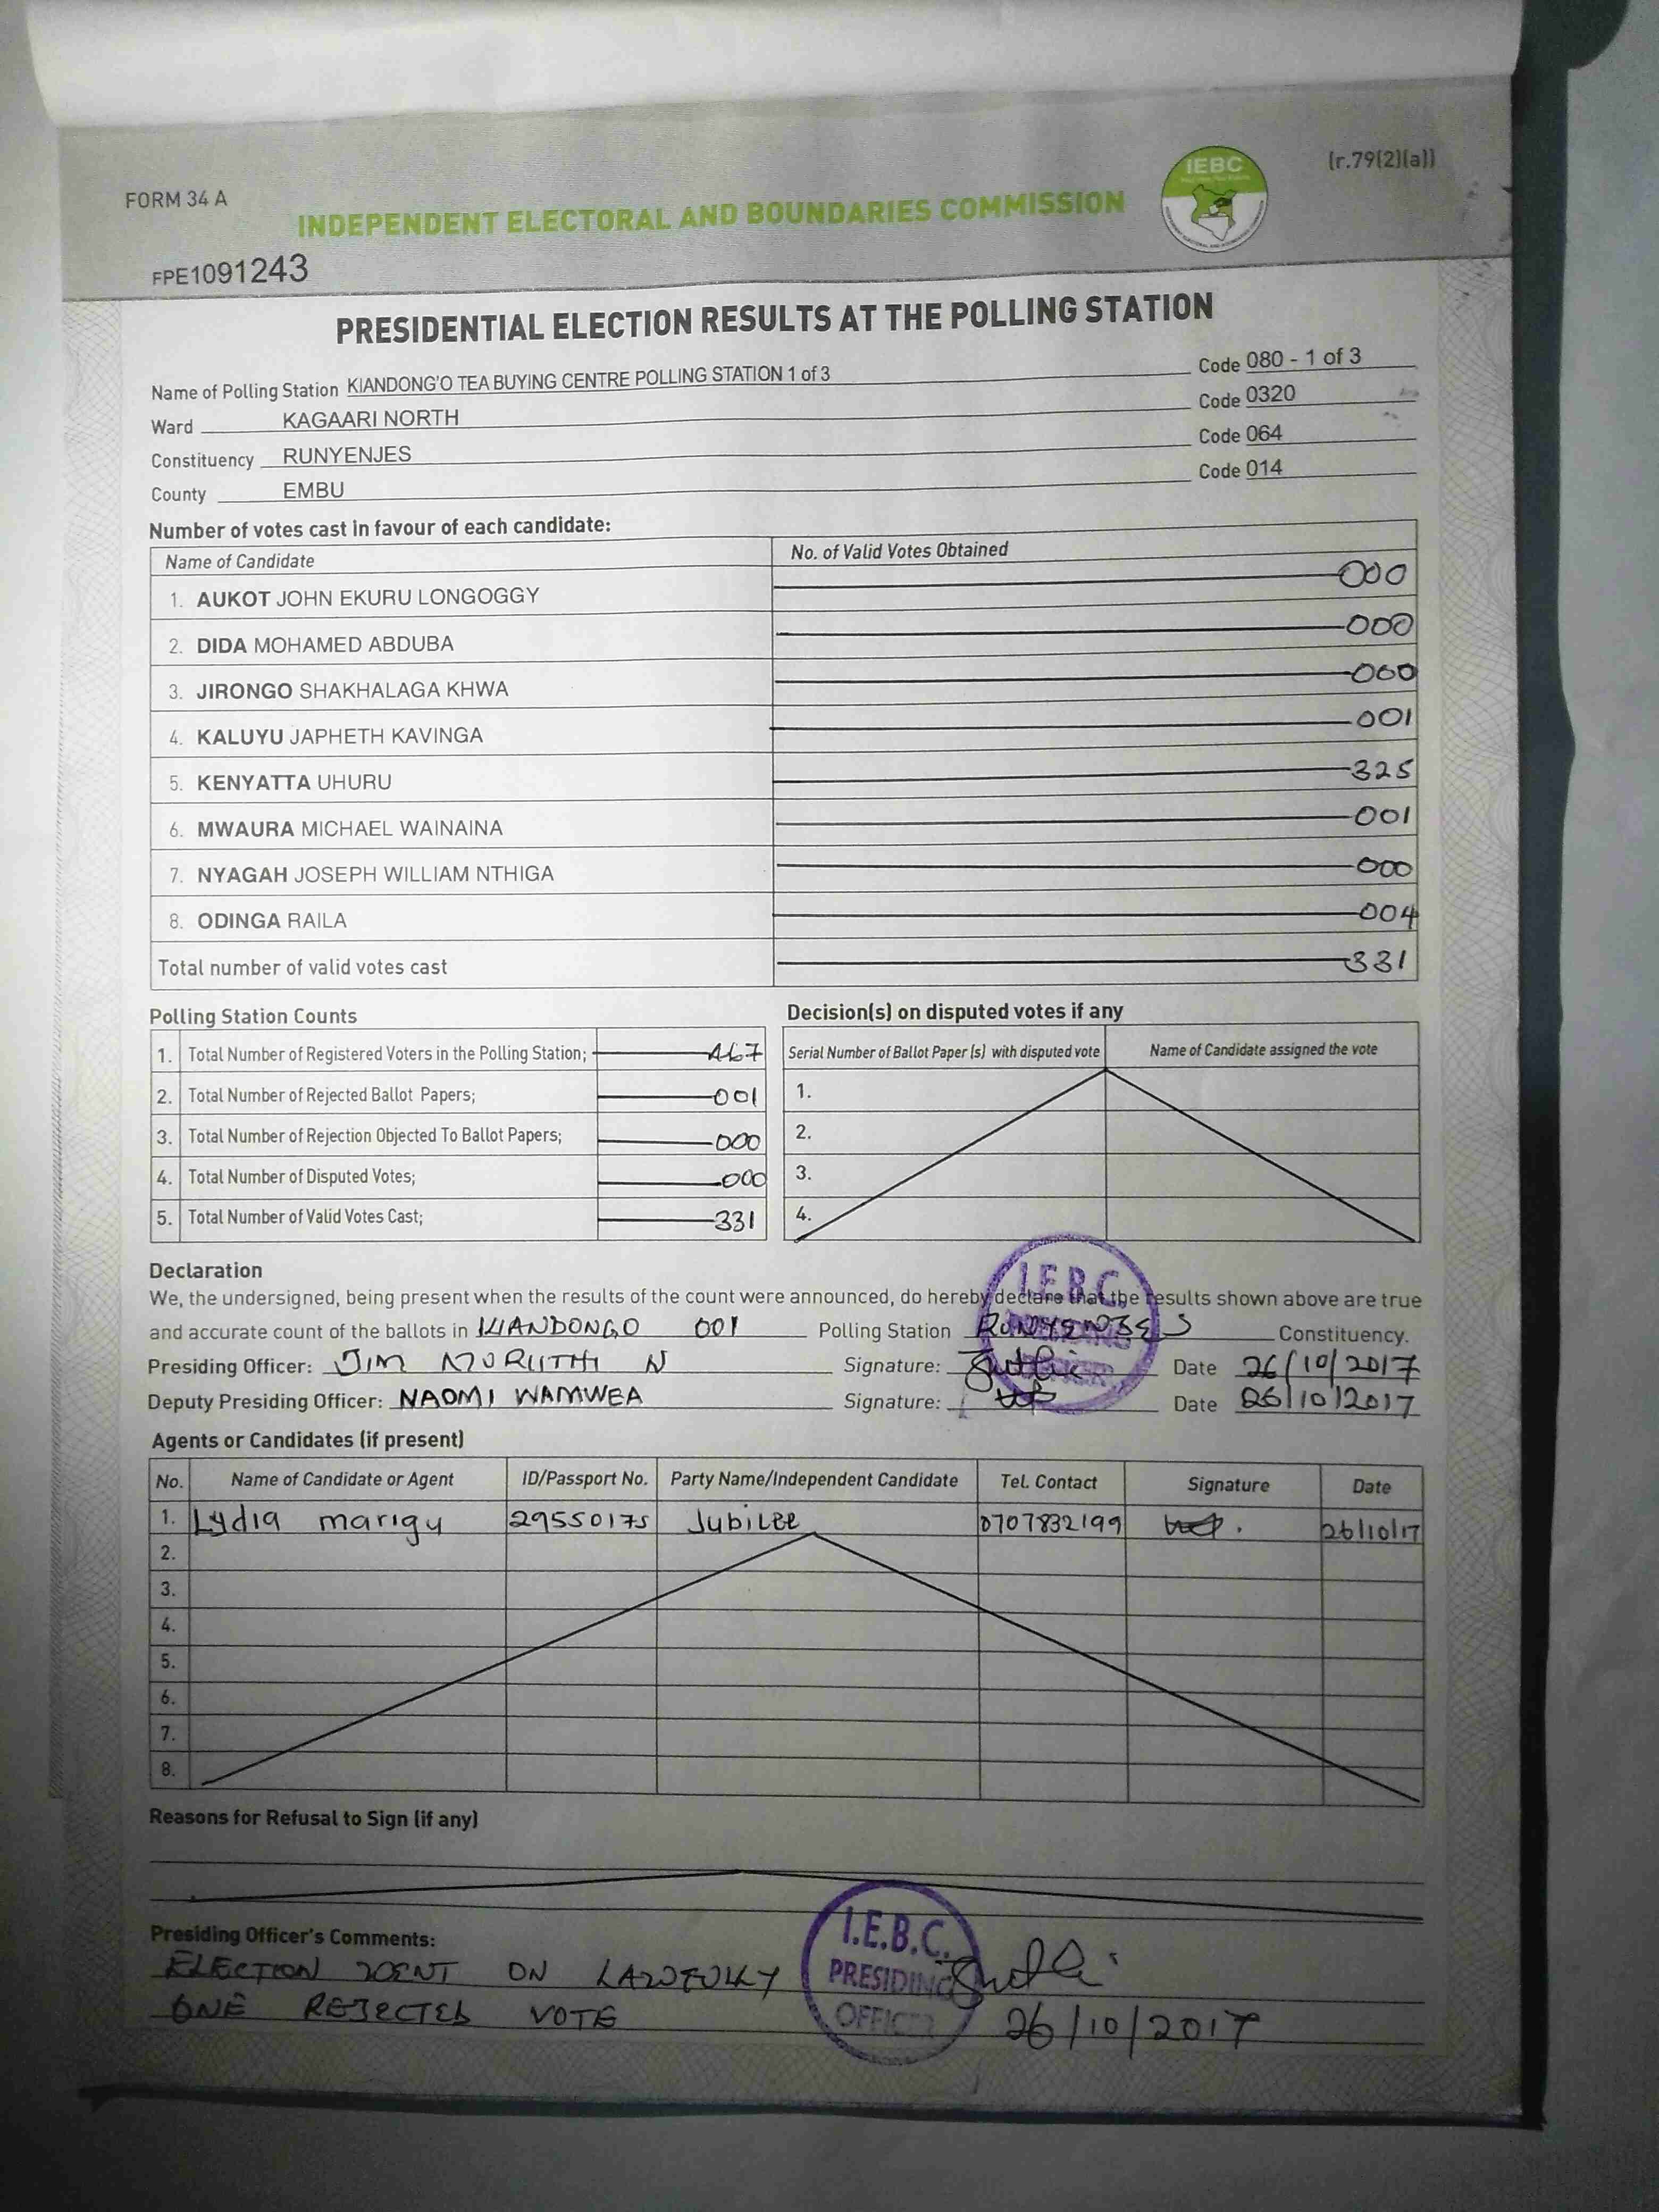 IEBC
(r.79(2)(a))
FORM 34 A
INDEPENDENT ELECTORAL AND BOUNDARIES COMMISSION
FPE1091243
PRESIDENTIAL ELECTION RESULTS AT THE POLLING STATION
Name of Polling Station KIANDONG'O TEA BUYING CENTRE POLLING STATION 1 of 3 Code 080 - 1 of 3
Ward KAGAARI NORTH Code 0320
Constituency RUNYENJES Code 064
County EMBU Code 014
Number of votes cast in favour of each candidate:
Name of Candidate No. of Valid Votes Obtained
1. AUKOT JOHN EKURU LONGOGGY 000
2. DIDA MOHAMED ABDUBA 000
3. JIRONGO SHAKHALAGA KHWA 000
4. KALUYU JAPHETH KAVINGA 001
5. KENYATTA UHURU 325
6. MWAURA MICHAEL WAINAINA 001
7. NYAGAH JOSEPH WILLIAM NTHIGA 000
8. ODINGA RAILA 004
Total number of valid votes cast 331
Polling Station Counts
1. Total Number of Registered Voters in the Polling Station; 467
2. Total Number of Rejected Ballot Papers; 001
3. Total Number of Rejection Objected To Ballot Papers; 000
4. Total Number of Disputed Votes; 000
5. Total Number of Valid Votes Cast; 331
Decision(s) on disputed votes if any
Serial Number of Ballot Paper (s) with disputed vote Name of Candidate assigned the vote
1.
2.
3.
4.
Declaration
We, the undersigned, being present when the results of the count were announced, do hereby declare that the results shown above are true
and accurate count of the ballots in KIANDONGO 001 Polling Station RUNYENJES Constituency.
Presiding Officer: JIM MURIITHI N Signature: Date 26/10/2017
Deputy Presiding Officer: NAOMI WAMWEA Signature: Date 26/10/2017
I.E.B.C.
Agents or Candidates (if present)
No. Name of Candidate or Agent ID/Passport No. Party Name/Independent Candidate Tel. Contact Signature Date
1. Lydia marigu 29550175 Jubilee 0707832199 26/10/17
2.
3.
4.
5.
6.
7.
8.
Reasons for Refusal to Sign (if any)
Presiding Officer's Comments:
ELECTION WENT ON LAWFULLY
ONE REJECTED VOTE
I.E.B.C.
PRESIDING
OFFICER
26/10/2017